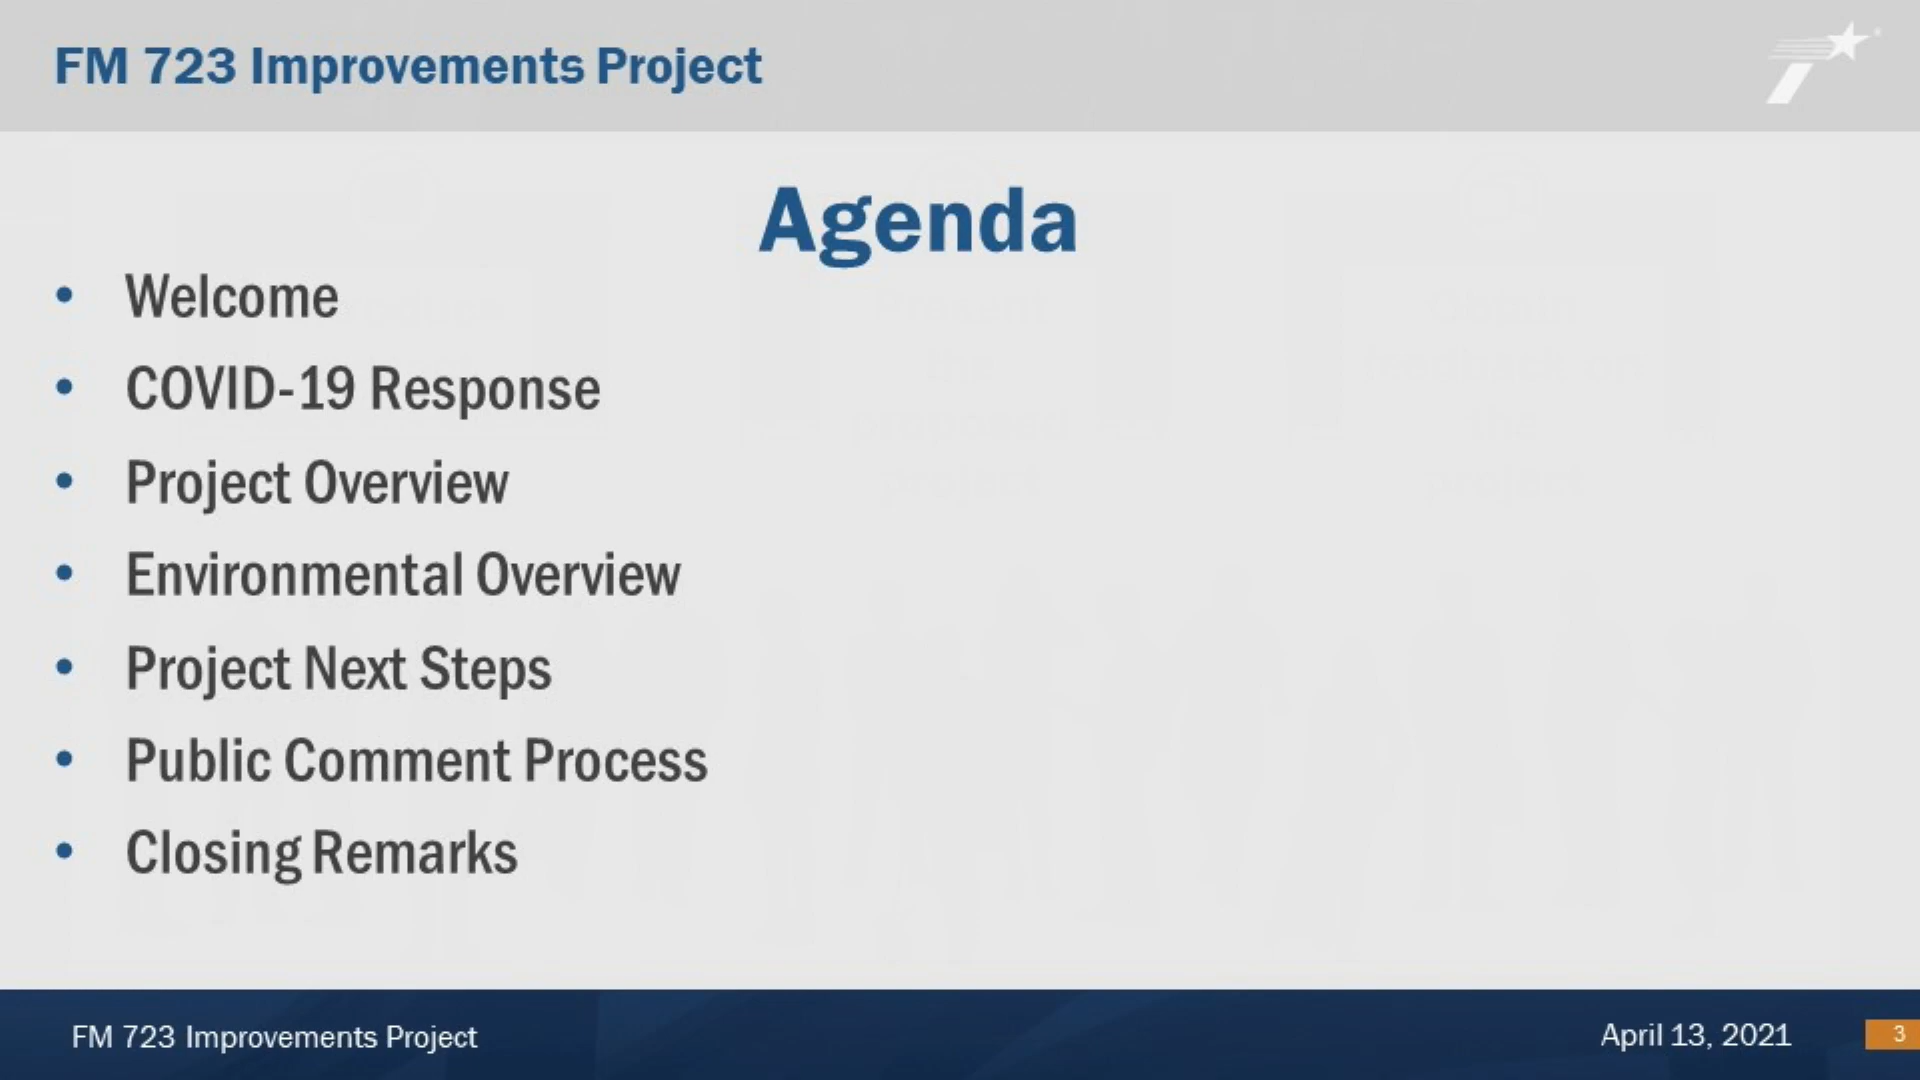 FM 723 Improvements Project
Agenda
• Welcome
• COVID-19 Response
• Project Overview
• Environmental Overview
• Project Next Steps
• Public Comment Process
• Closing Remarks
FM 723 Improvements Project
April 13, 2021
3